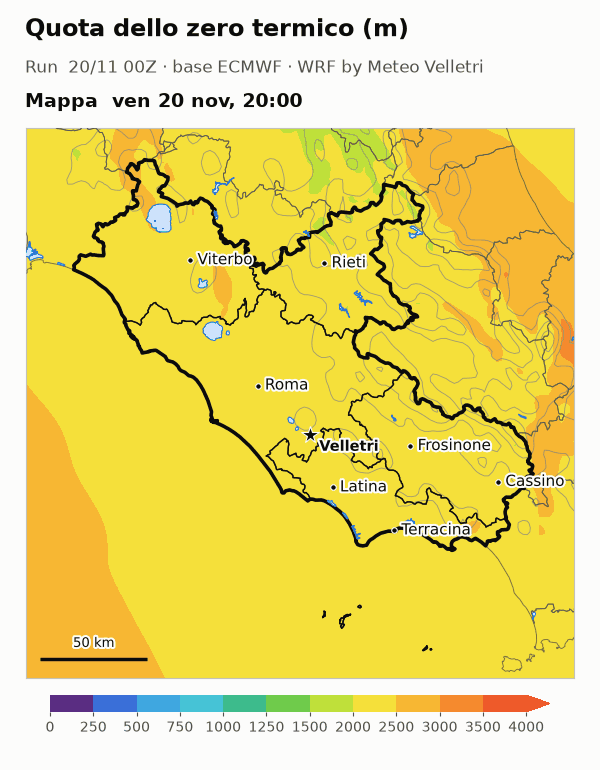 Quota dello zero termico (m)
Run  20/11 00Z · base ECMWF · WRF by Meteo Velletri
Mappa  ven 20 nov, 20:00
Viterbo
Rieti
Roma
Velletri
Frosinone
Cassino
Latina
Terracina
50 km
0 250 500 750 1000 1250 1500 2000 2500 3000 3500 4000